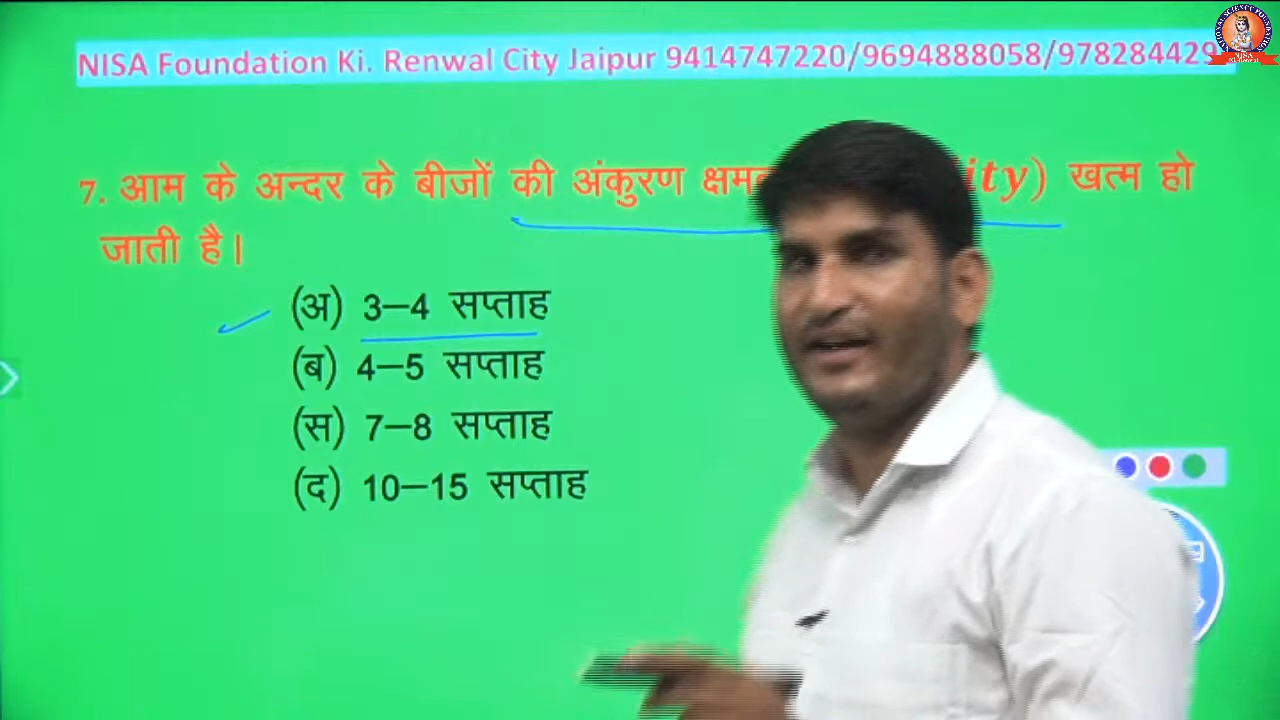 NISA Foundation Ki. Renwal City Jaipur 9414747220/9694888058/978284429
7. आम के अन्दर के बीजों की अंकुरण ity) खत्म हो
जाती है।
(अ) 3–4 सप्ताह
(ब) 4–5 सप्ताह
(स) 7–8 सप्ताह
(द) 10–15 सप्ताह